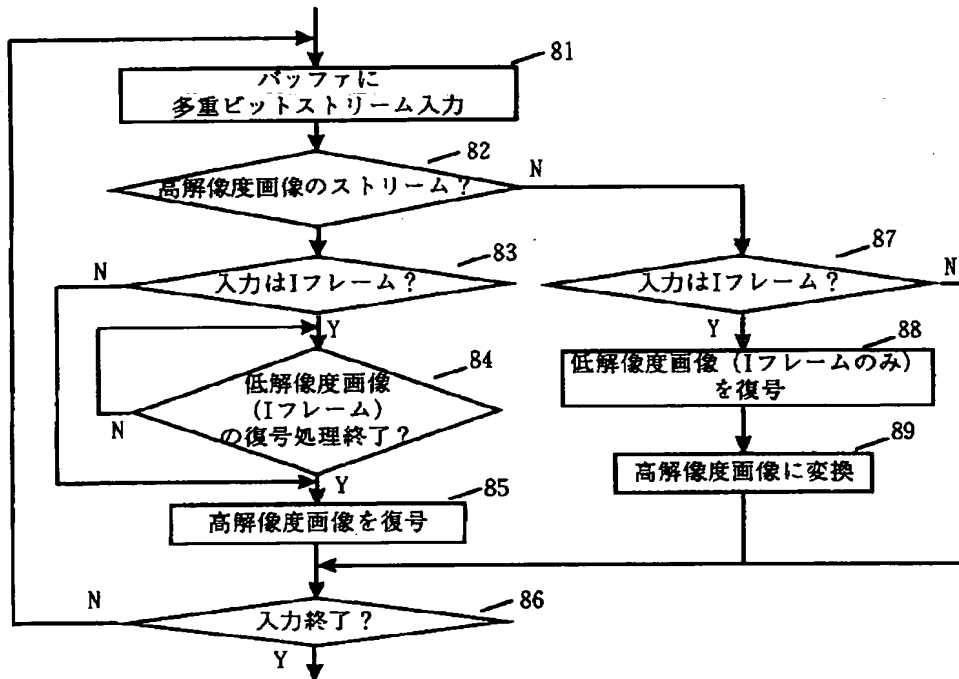 81
バッファに
多重ビットストリーム入力
82
N
高解像度画像のストリーム？
83
87
N
N
入力はIフレーム？
入力はIフレーム？
Y
Y
88
84
低解像度画像（Iフレームのみ）
を復号
低解像度画像
（Iフレーム）
の復号処理終了？
N
89
高解像度画像に変換
Y
85
高解像度画像を復号
N
86
入力終了？
Y